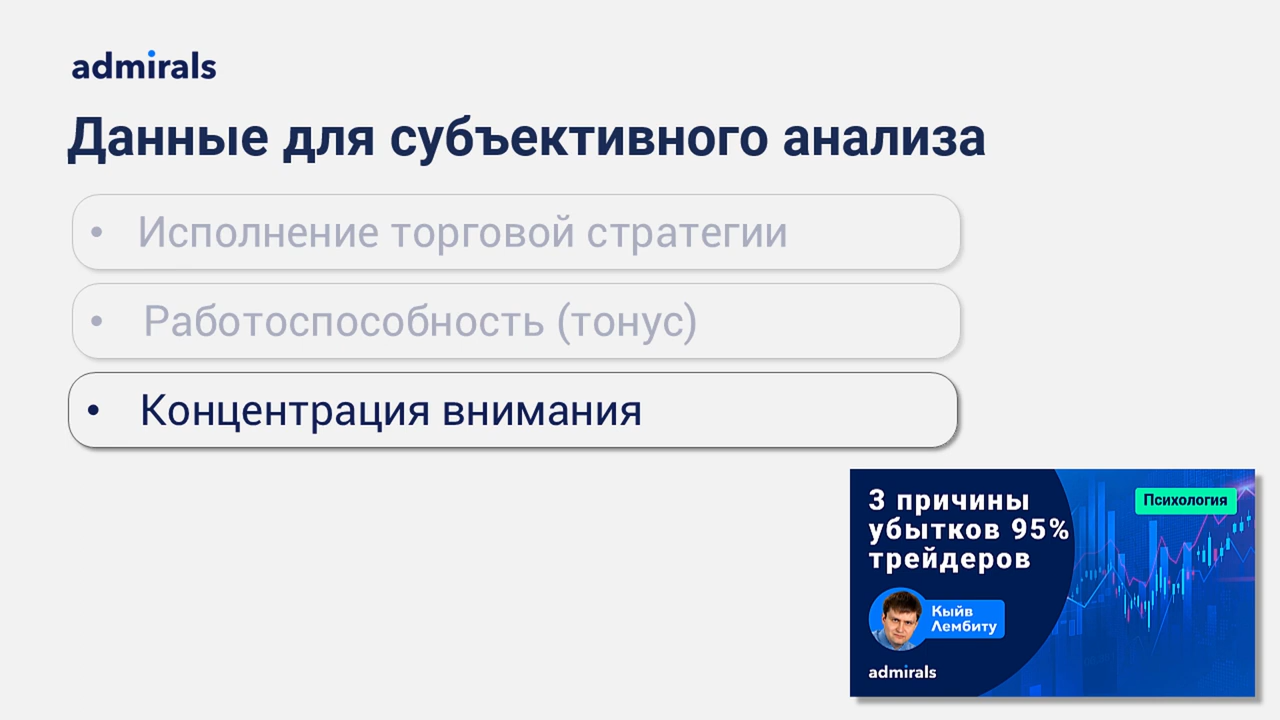 admirals
Данные для субъективного анализа
• Исполнение торговой стратегии
• Работоспособность (тонус)
• Концентрация внимания
3 причины
убытков 95%
трейдеров
Психология
Кыйв
Лембиту
admirals